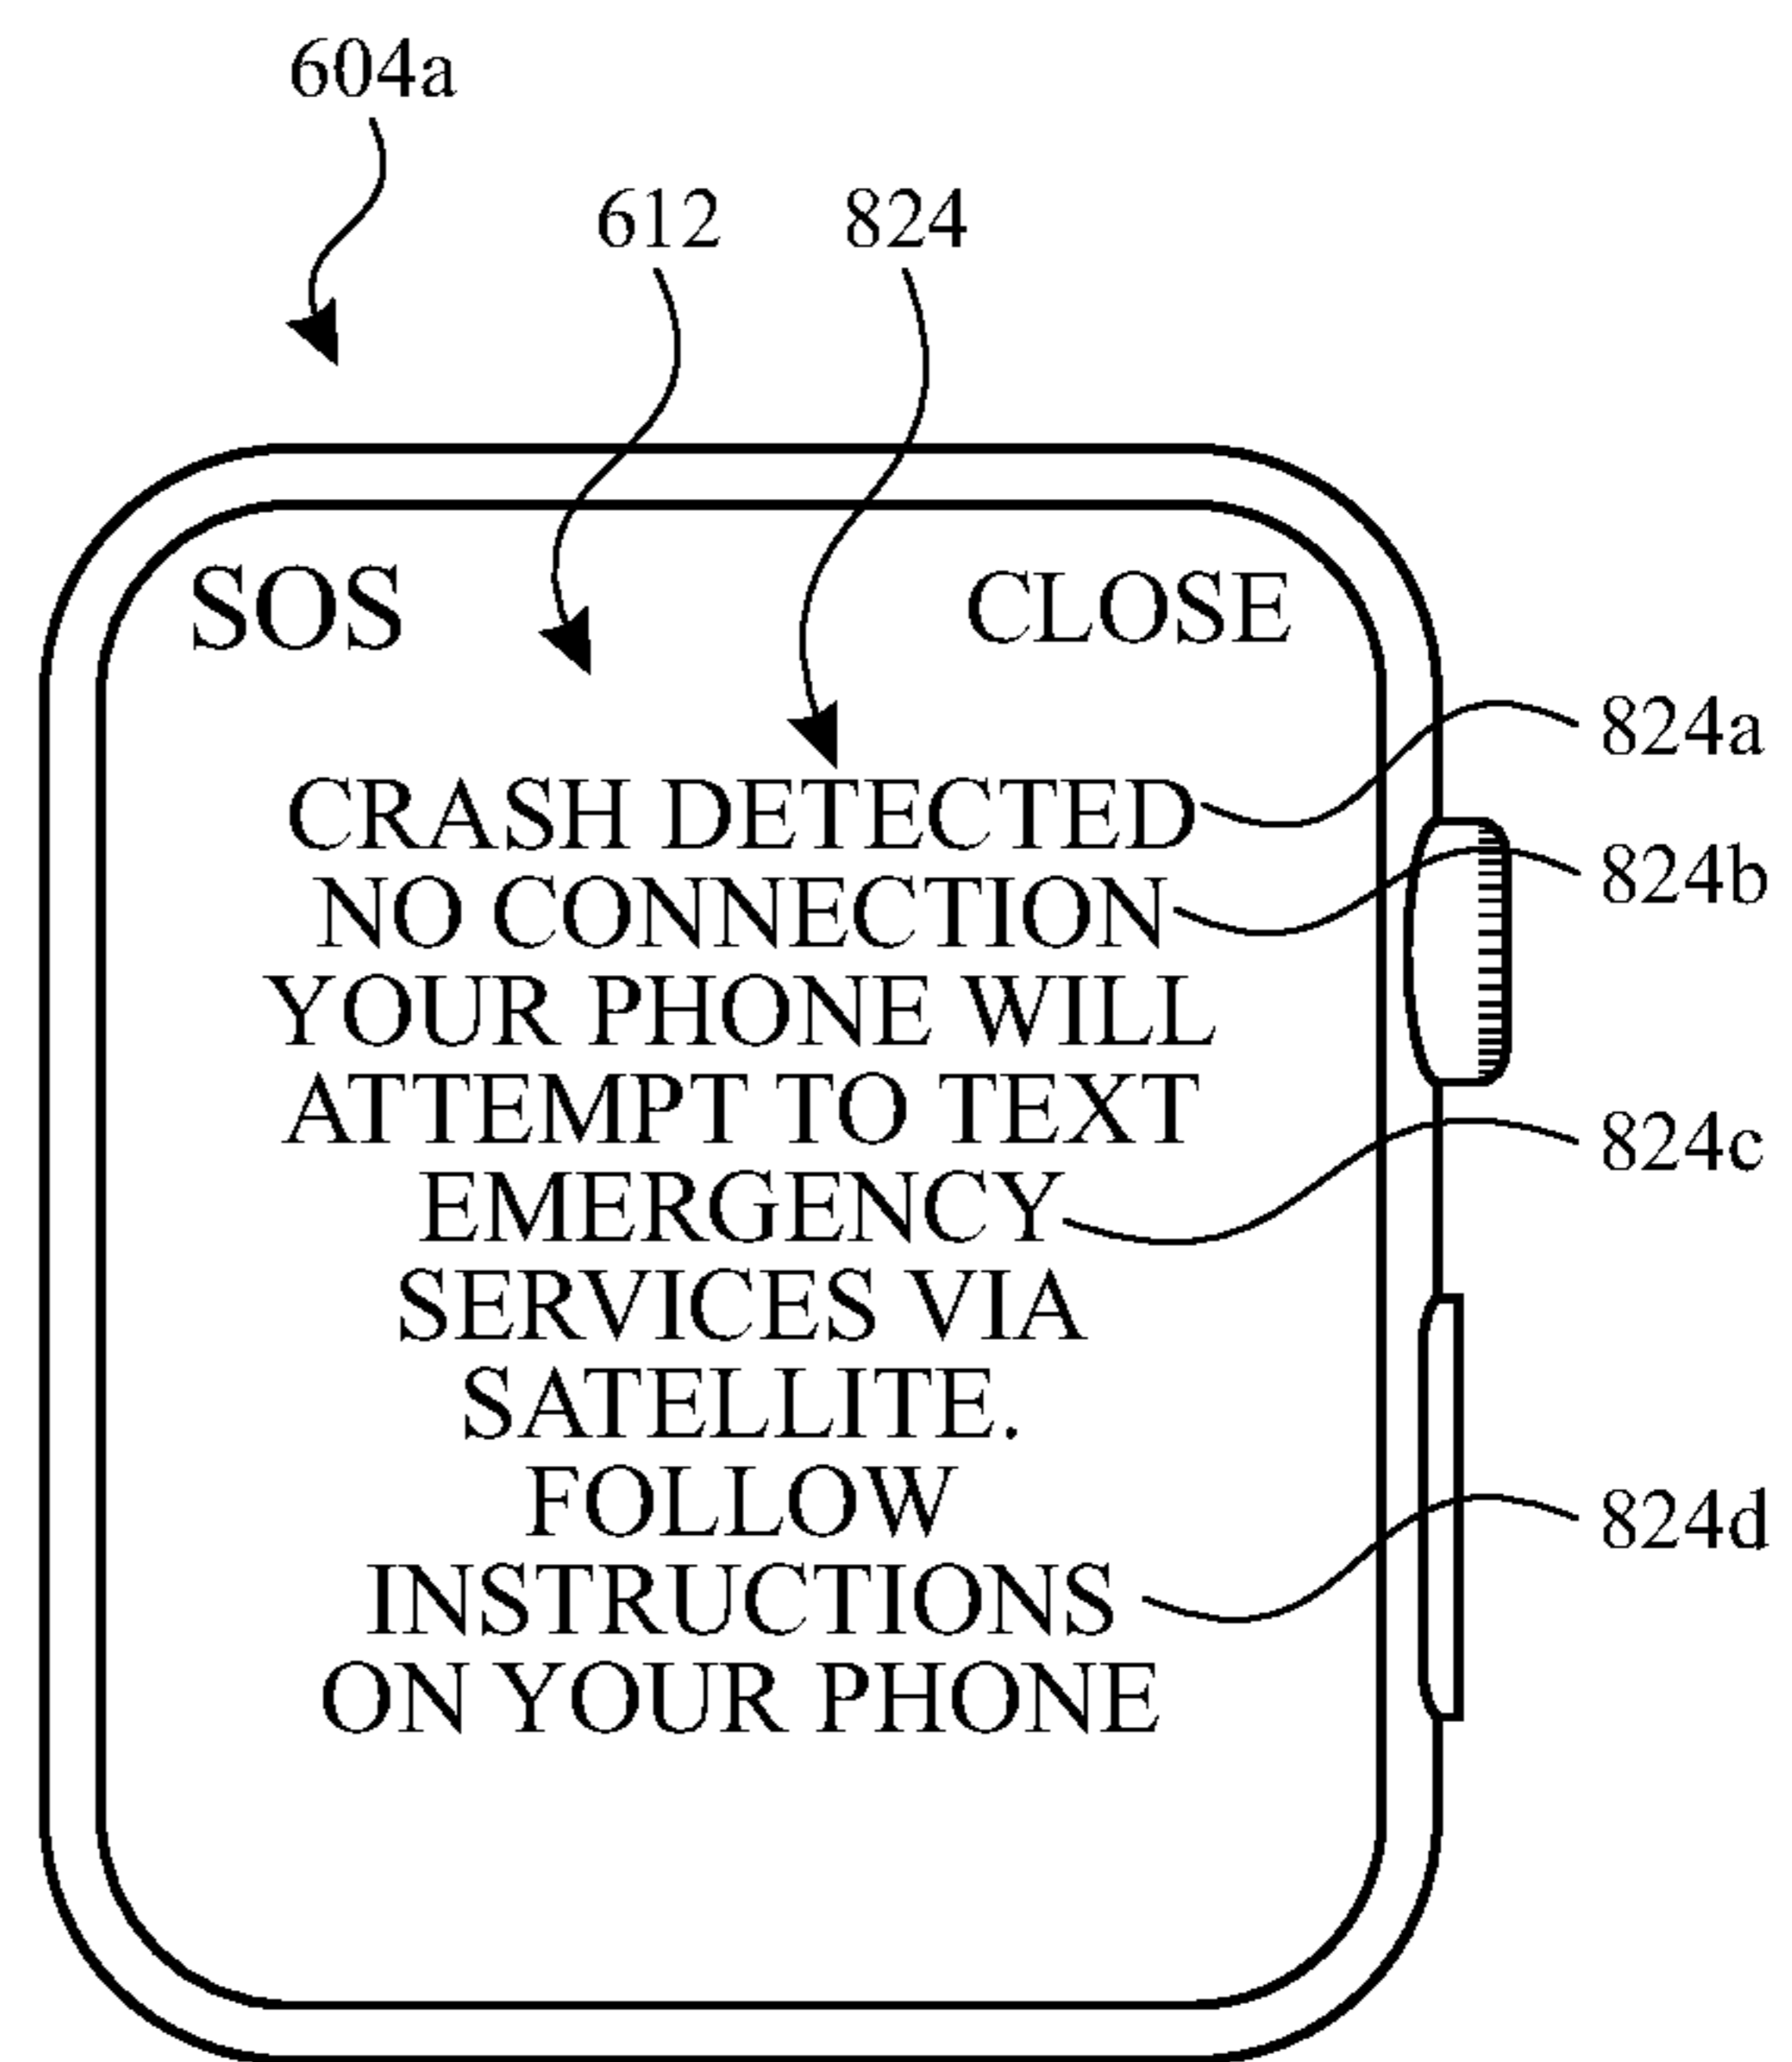 604a
612 824
SOS CLOSE
824a
CRASH DETECTED
824b
NO CONNECTION
YOUR PHONE WILL
ATTEMPT TO TEXT
824c
EMERGENCY
SERVICES VIA
SATELLITE.
FOLLOW
824d
INSTRUCTIONS
ON YOUR PHONE